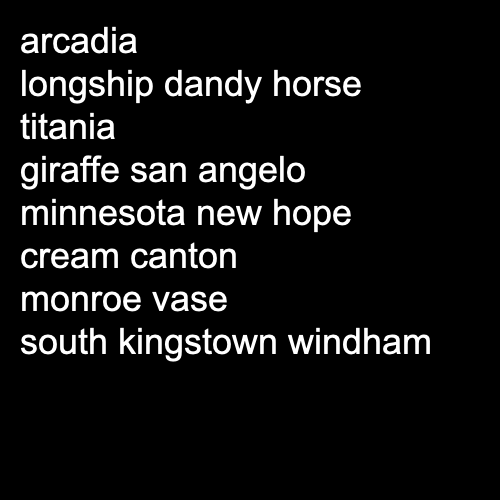 arcadia
longship dandy horse
titania
giraffe san angelo
minnesota new hope
cream canton
monroe vase
south kingstown windham